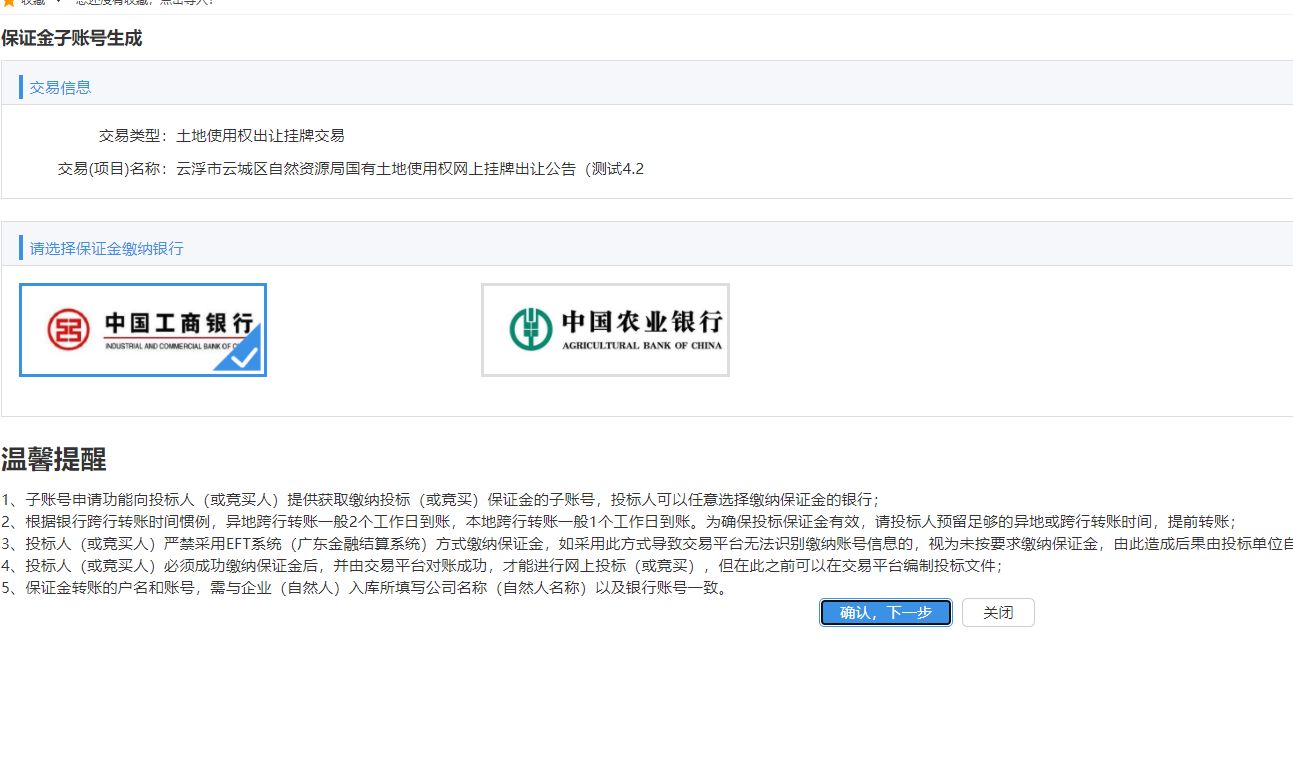 收藏
您还没有收藏，点击导入！
保证金子账号生成
交易信息
交易类型：土地使用权出让挂牌交易
交易(项目)名称：云浮市云城区自然资源局国有土地使用权网上挂牌出让公告（测试4.2
请选择保证金缴纳银行
中国工商银行
INDUSTRIAL AND COMMERCIAL BANK OF
中国农业银行
AGRICULTURAL BANK OF CHINA
温馨提醒
1、子账号申请功能向投标人（或竞买人）提供获取缴纳投标（或竞买）保证金的子账号，投标人可以任意选择缴纳保证金的银行；
2、根据银行跨行转账时间惯例，异地跨行转账一般2个工作日到账，本地跨行转账一般1个工作日到账。为确保投标保证金有效，请投标人预留足够的异地或跨行转账时间，提前转账；
3、投标人（或竞买人）严禁采用EFT系统（广东金融结算系统）方式缴纳保证金，如采用此方式导致交易平台无法识别缴纳账号信息的，视为未按要求缴纳保证金，由此造成后果由投标单位自
4、投标人（或竞买人）必须成功缴纳保证金后，并由交易平台对账成功，才能进行网上投标（或竞买），但在此之前可以在交易平台编制投标文件；
5、保证金转账的户名和账号，需与企业（自然人）入库所填写公司名称（自然人名称）以及银行账号一致。
确认，下一步
关闭